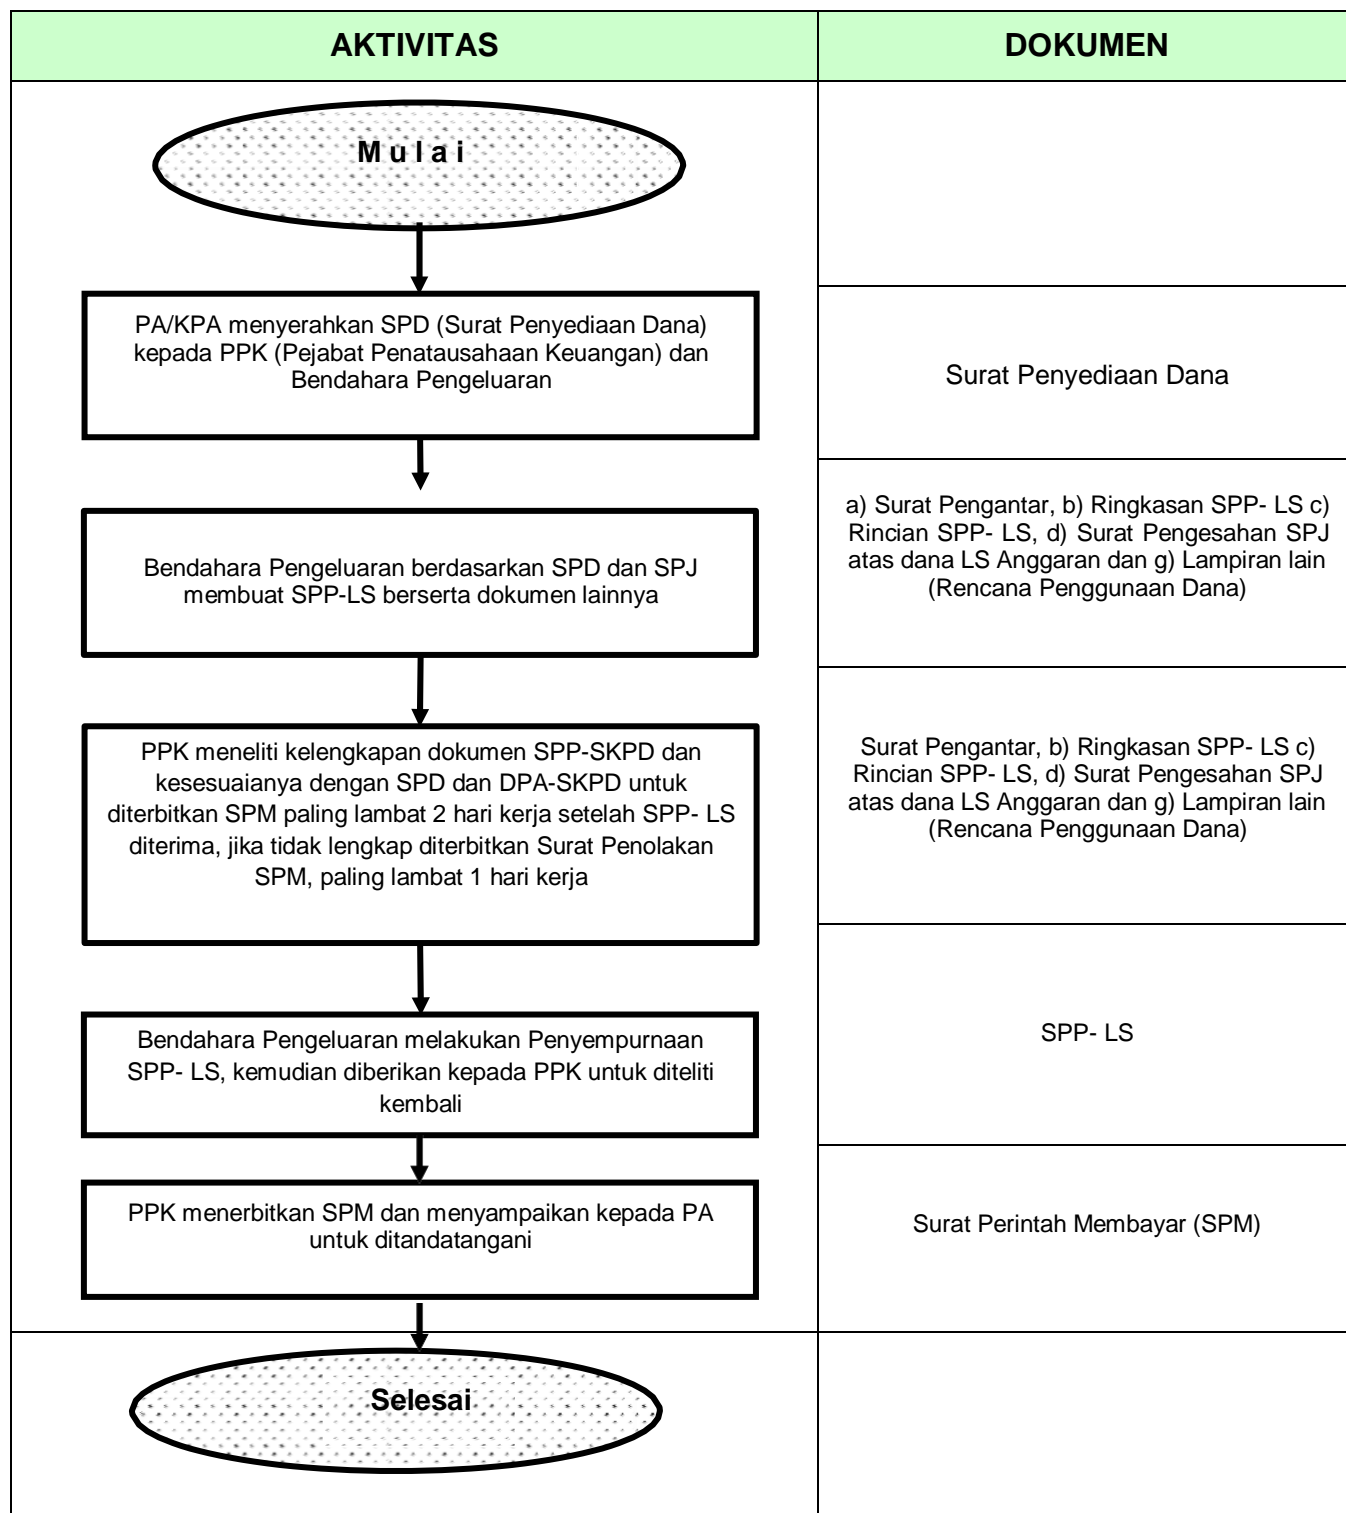 AKTIVITAS
DOKUMEN
M u l a i
PA/KPA menyerahkan SPD (Surat Penyediaan Dana)
kepada PPK (Pejabat Penatausahaan Keuangan) dan
Bendahara Pengeluaran
Surat Penyediaan Dana
Bendahara Pengeluaran berdasarkan SPD dan SPJ
membuat SPP-LS berserta dokumen lainnya
a) Surat Pengantar, b) Ringkasan SPP- LS c)
Rincian SPP- LS, d) Surat Pengesahan SPJ
atas dana LS Anggaran dan g) Lampiran lain
(Rencana Penggunaan Dana)
PPK meneliti kelengkapan dokumen SPP-SKPD dan
kesesuaianya dengan SPD dan DPA-SKPD untuk
diterbitkan SPM paling lambat 2 hari kerja setelah SPP- LS
diterima, jika tidak lengkap diterbitkan Surat Penolakan
SPM, paling lambat 1 hari kerja
Surat Pengantar, b) Ringkasan SPP- LS c)
Rincian SPP- LS, d) Surat Pengesahan SPJ
atas dana LS Anggaran dan g) Lampiran lain
(Rencana Penggunaan Dana)
Bendahara Pengeluaran melakukan Penyempurnaan
SPP- LS, kemudian diberikan kepada PPK untuk diteliti
kembali
SPP- LS
PPK menerbitkan SPM dan menyampaikan kepada PA
untuk ditandatangani
Surat Perintah Membayar (SPM)
Selesai